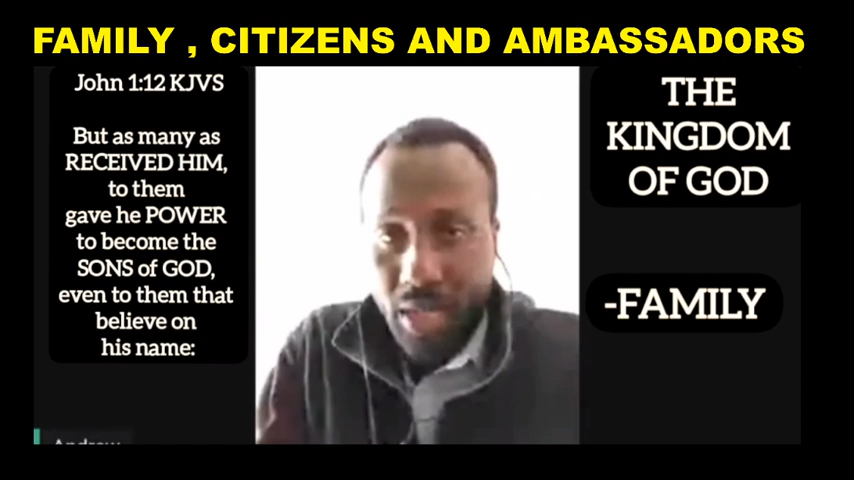 FAMILY , CITIZENS AND AMBASSADORS
John 1:12 KJVS
But as many as
RECEIVED HIM,
to them
gave he POWER
to become the
SONS of GOD,
even to them that
believe on
his name:
THE
KINGDOM
OF GOD
-FAMILY